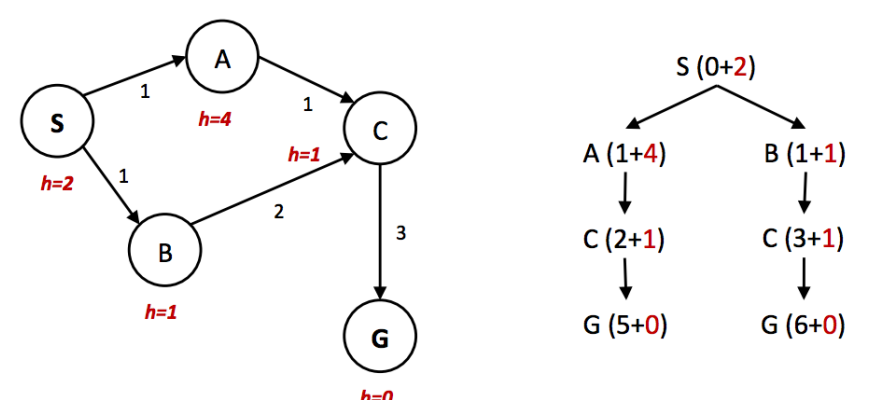 A
1
h=4
1
S
h=2
C
h=1
1
2
B
h=1
3
G
h=0
S (0+2)
A (1+4)
B (1+1)
C (2+1)
C (3+1)
G (5+0)
G (6+0)